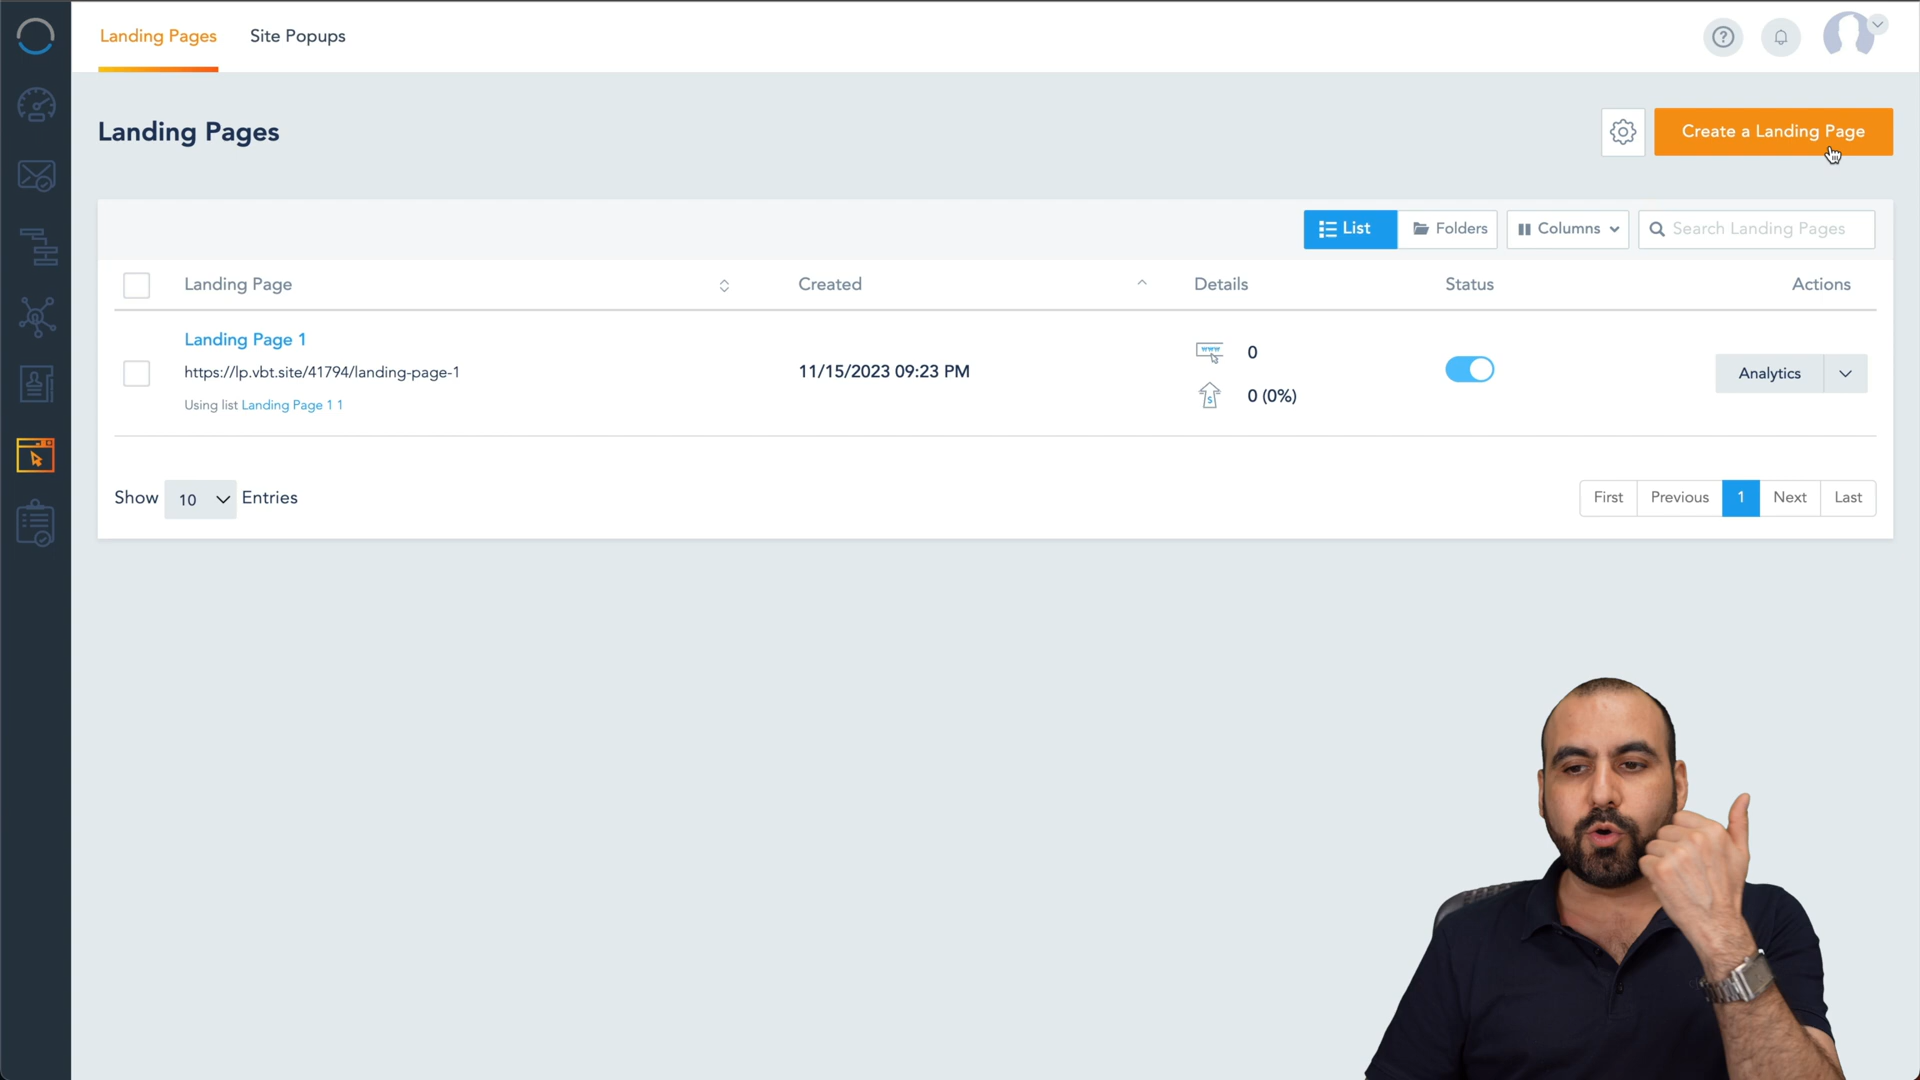 Landing Pages
Site Popups
Landing Pages
Create a Landing Page
List
Folders
Columns
Search Landing Pages
Landing Page
Created
Details
Status
Actions
Landing Page 1
https://lp.vbt.site/41794/landing-page-1
Using list Landing Page 1 1
11/15/2023 09:23 PM
www
0
$
0 (0%)
Analytics
Show 10 Entries
First
Previous
1
Next
Last